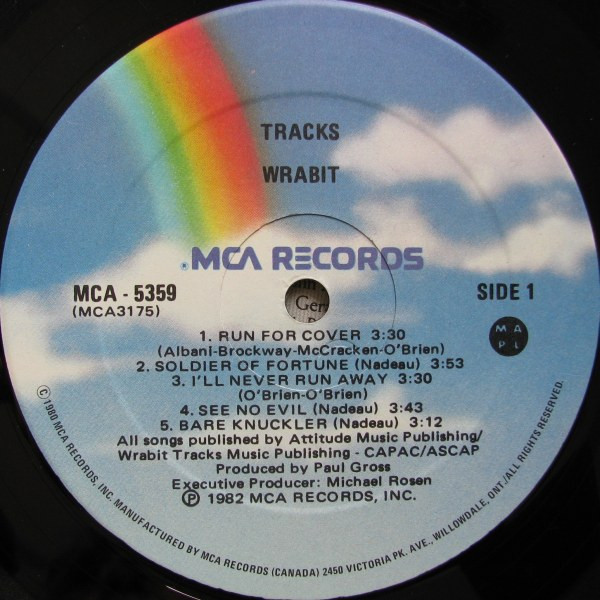 TRACKS
WRABIT
®MCA RECORDS
MCA - 5359
(MCA3175)
SIDE 1
M A
P L
Ger
1. RUN FOR COVER 3:30
(Albani-Brockway-McCracken-O'Brien)
2. SOLDIER OF FORTUNE (Nadeau) 3:53
3. I'LL NEVER RUN AWAY 3:30
(O'Brien-O'Brien)
4. SEE NO EVIL (Nadeau) 3:43
5. BARE KNUCKLER (Nadeau) 3:12
All songs published by Attitude Music Publishing/
Wrabit Tracks Music Publishing - CAPAC/ASCAP
Produced by Paul Gross
Executive Producer: Michael Rosen
Ⓟ 1982 MCA RECORDS, INC.
© 1980 MCA RECORDS, INC. MANUFACTURED BY MCA RECORDS (CANADA) 2450 VICTORIA PK. AVE., WILLOWDALE, ONT./ALL RIGHTS RESERVED.